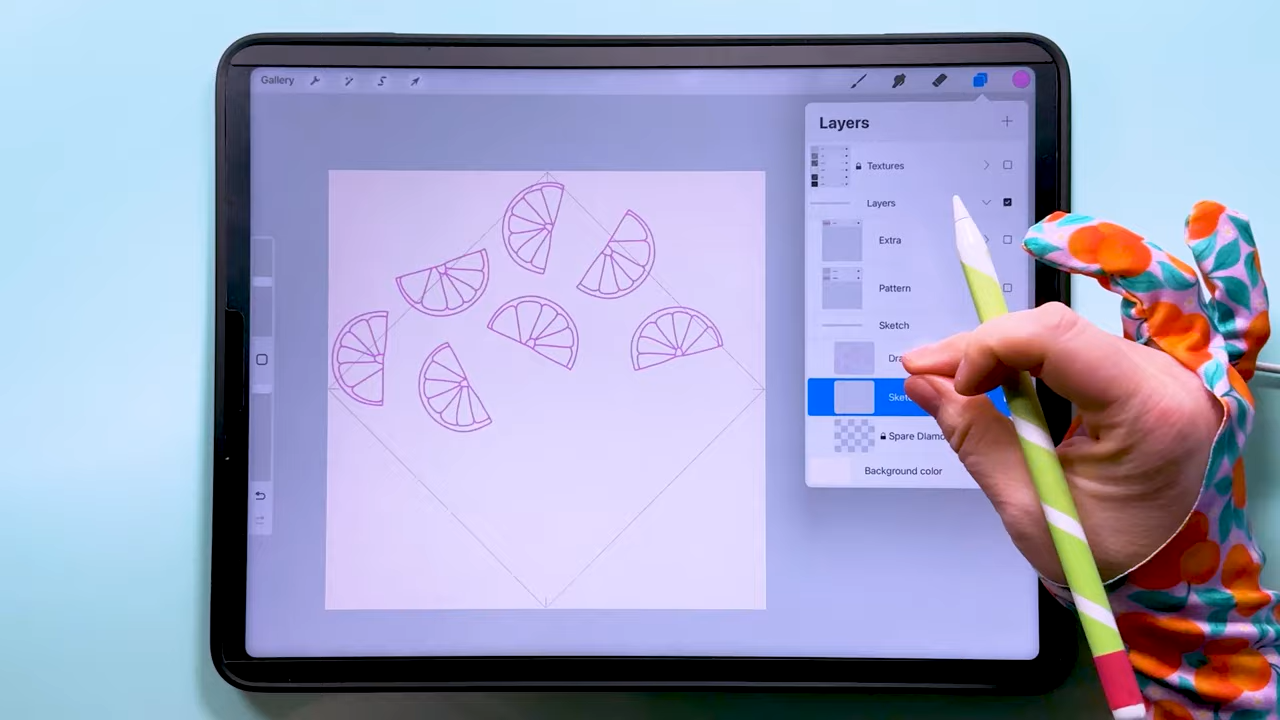 Gallery
Layers
Textures
Layers
Extra
Pattern
Sketch
Background color